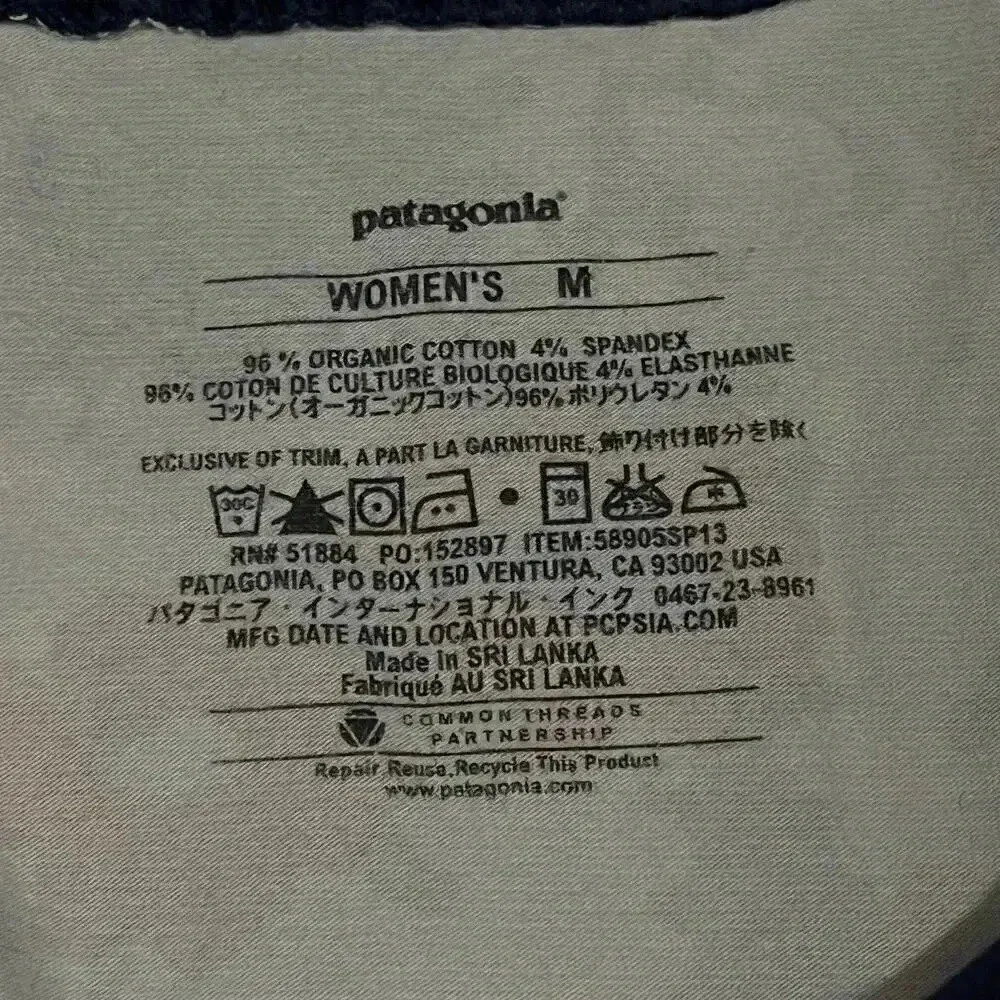 patagonia®
WOMEN'S M
96 % ORGANIC COTTON 4% SPANDEX
96% COTON DE CULTURE BIOLOGIQUE 4% ELASTHANNE
コットン(オーガニックコットン)96% ポリウレタン 4%
EXCLUSIVE OF TRIM, A PART LA GARNITURE, 飾り付け部分を除く
30C 30
RN# 51884 PO:152897 ITEM:58905SP13
PATAGONIA, PO BOX 150 VENTURA, CA 93002 USA
パタゴニア・インターナショナル・インク 0467-23-8961
MFG DATE AND LOCATION AT PCPSIA.COM
Made in SRI LANKA
Fabriqué AU SRI LANKA
COMMON THREADS
PARTNERSHIP
Repair, Reuse, Recycle This Product
www.patagonia.com